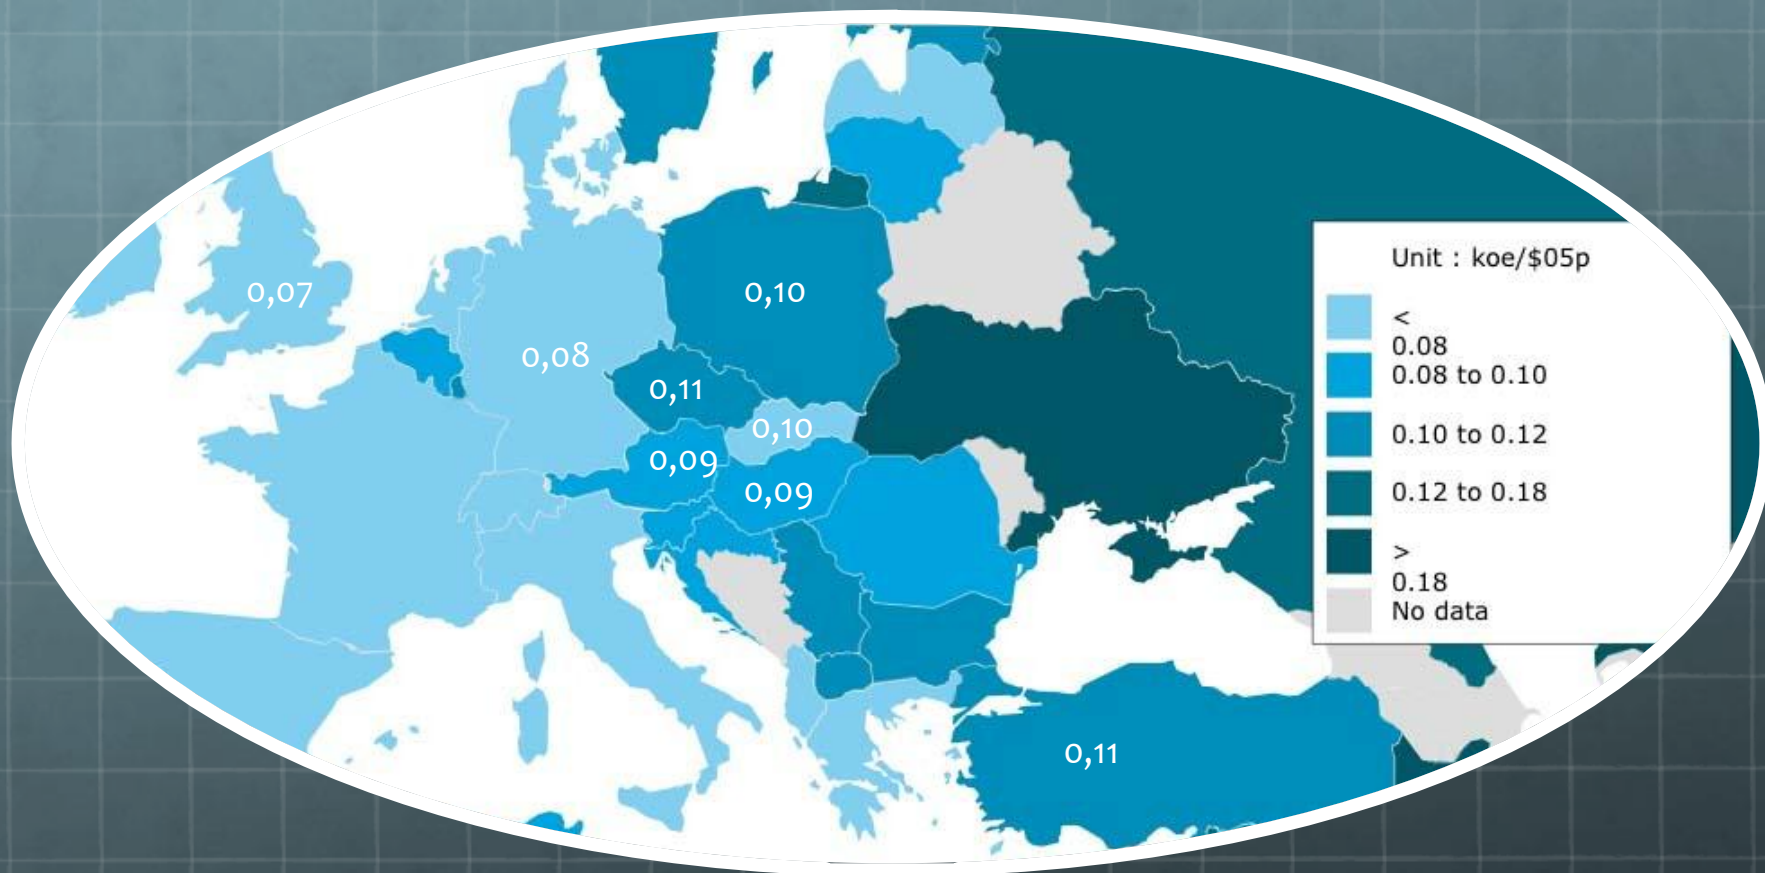 0,07
0,10
0,08
0,11
0,10
0,09
0,09
0,11
Unit : koe/$05p
<
0.08
0.08 to 0.10
0.10 to 0.12
0.12 to 0.18
>
0.18
No data